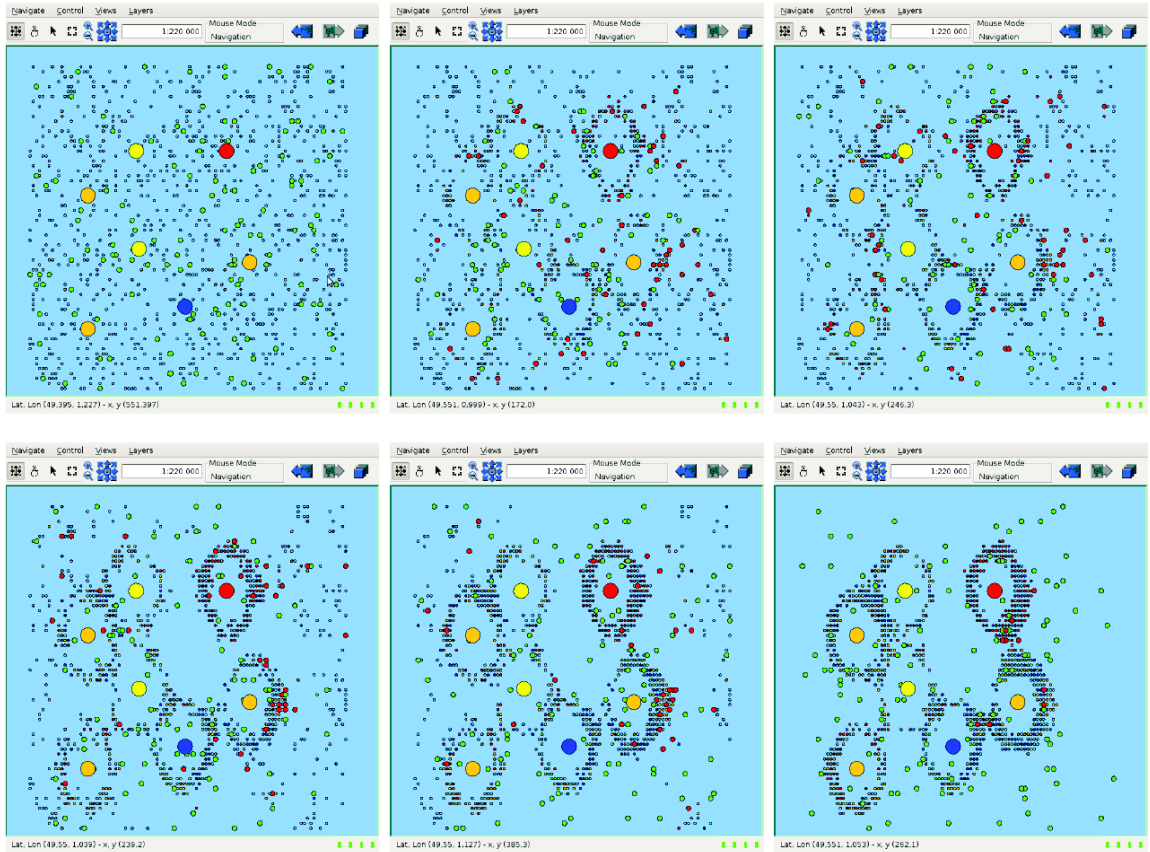 Navigate Control Views Layers
1:220 000 Mouse Mode
Navigation
Lat, Lon (49,395, 1,227) - x, y (551,397)
Navigate Control Views Layers
1:220 000 Mouse Mode
Navigation
Lat, Lon (49,551, 0,999) - x, y (172,0)
Navigate Control Views Layers
1:220 000 Mouse Mode
Navigation
Lat, Lon (49,55, 1,043) - x, y (246,3)
Navigate Control Views Layers
1:220 000 Mouse Mode
Navigation
Lat, Lon (49,55, 1,039) - x, y (239,2)
Navigate Control Views Layers
1:220 000 Mouse Mode
Navigation
Lat, Lon (49,55, 1,127) - x, y (385,3)
Navigate Control Views Layers
1:220 000 Mouse Mode
Navigation
Lat, Lon (49,551, 1,053) - x, y (262,1)